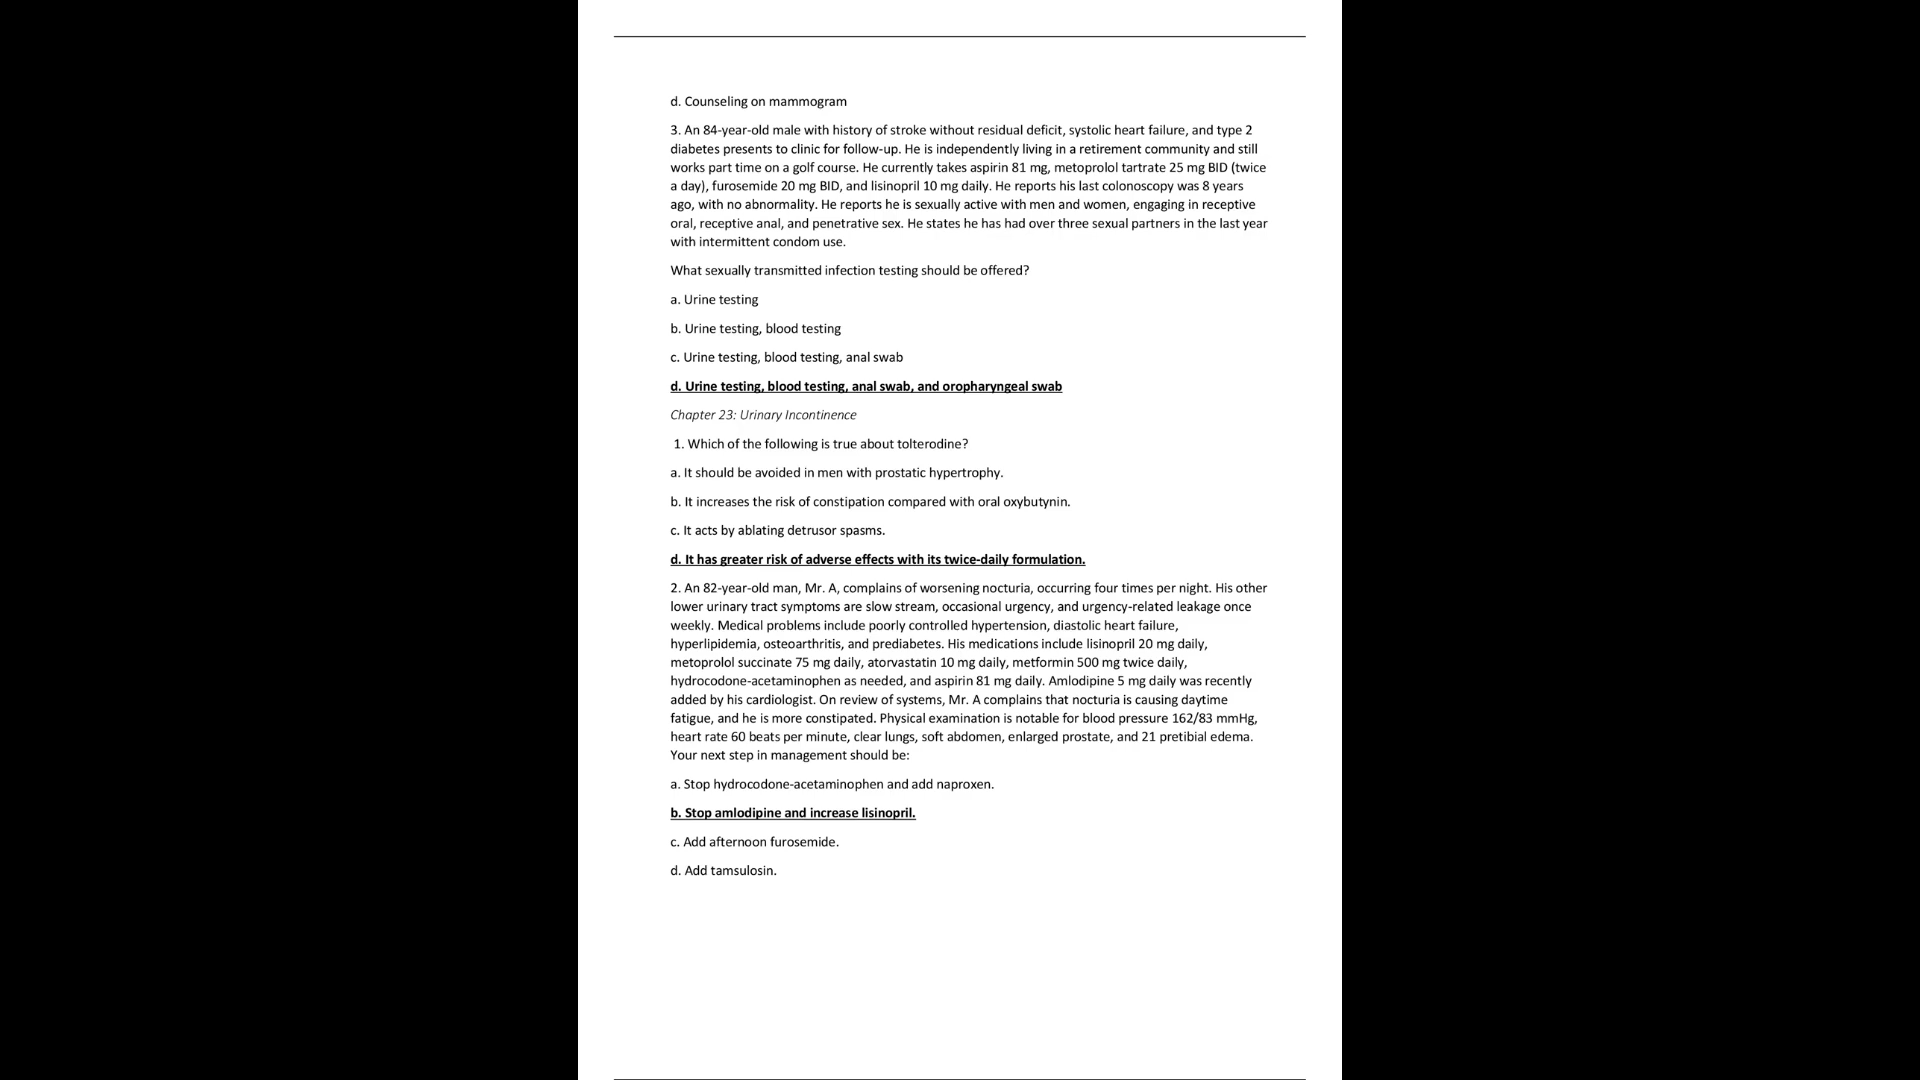 d. Counseling on mammogram
3. An 84-year-old male with history of stroke without residual deficit, systolic heart failure, and type 2
diabetes presents to clinic for follow-up. He is independently living in a retirement community and still
works part time on a golf course. He currently takes aspirin 81 mg, metoprolol tartrate 25 mg BID (twice
a day), furosemide 20 mg BID, and lisinopril 10 mg daily. He reports his last colonoscopy was 8 years
ago, with no abnormality. He reports he is sexually active with men and women, engaging in receptive
oral, receptive anal, and penetrative sex. He states he has had over three sexual partners in the last year
with intermittent condom use.
What sexually transmitted infection testing should be offered?
a. Urine testing
b. Urine testing, blood testing
c. Urine testing, blood testing, anal swab
d. Urine testing, blood testing, anal swab, and oropharyngeal swab
Chapter 23: Urinary Incontinence
1. Which of the following is true about tolterodine?
a. It should be avoided in men with prostatic hypertrophy.
b. It increases the risk of constipation compared with oral oxybutynin.
c. It acts by ablating detrusor spasms.
d. It has greater risk of adverse effects with its twice-daily formulation.
2. An 82-year-old man, Mr. A, complains of worsening nocturia, occurring four times per night. His other
lower urinary tract symptoms are slow stream, occasional urgency, and urgency-related leakage once
weekly. Medical problems include poorly controlled hypertension, diastolic heart failure,
hyperlipidemia, osteoarthritis, and prediabetes. His medications include lisinopril 20 mg daily,
metoprolol succinate 75 mg daily, atorvastatin 10 mg daily, metformin 500 mg twice daily,
hydrocodone-acetaminophen as needed, and aspirin 81 mg daily. Amlodipine 5 mg daily was recently
added by his cardiologist. On review of systems, Mr. A complains that nocturia is causing daytime
fatigue, and he is more constipated. Physical examination is notable for blood pressure 162/83 mmHg,
heart rate 60 beats per minute, clear lungs, soft abdomen, enlarged prostate, and 21 pretibial edema.
Your next step in management should be:
a. Stop hydrocodone-acetaminophen and add naproxen.
b. Stop amlodipine and increase lisinopril.
c. Add afternoon furosemide.
d. Add tamsulosin.